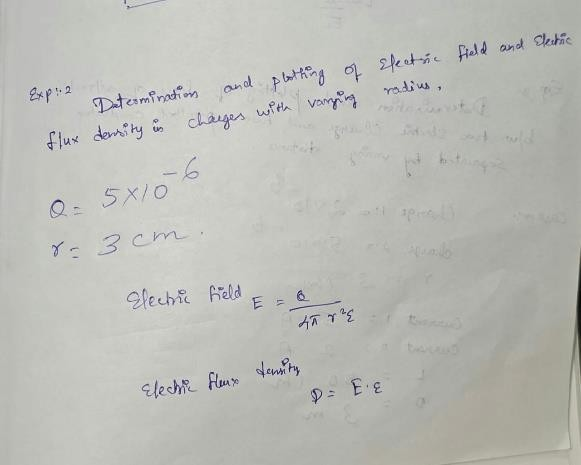 Exp:-2 Determination and plotting of Electric field and Electric
flux density in charges with varying radius.
Q = 5×10⁻⁶
r = 3 cm.
Electric field E = Q / 4π r²ε
Electric flux density
D = E·ε